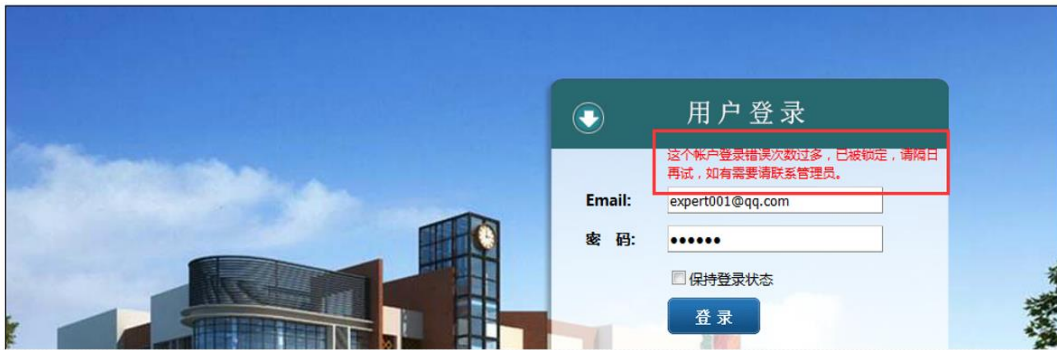 用户登录
这个帐户登录错误次数过多，已被锁定，请隔日
再试，如有需要请联系管理员。
Email: expert001@qq.com
密 码: ●●●●●●
保持登录状态
登 录